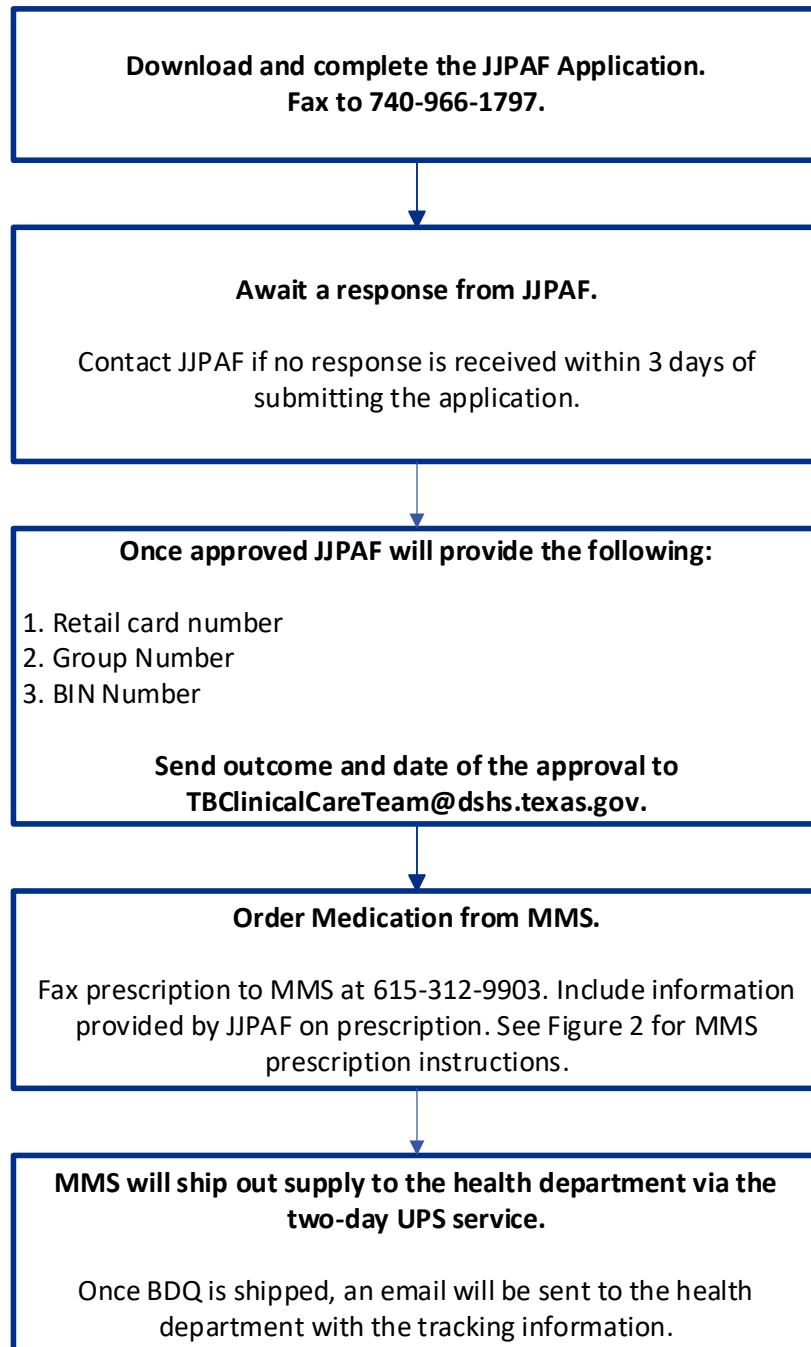 Download and complete the JJPAF Application.
Fax to 740-966-1797.
Await a response from JJPAF.
Contact JJPAF if no response is received within 3 days of
submitting the application.
Once approved JJPAF will provide the following:
1. Retail card number
2. Group Number
3. BIN Number
Send outcome and date of the approval to
TBClinicalCareTeam@dshs.texas.gov.
Order Medication from MMS.
Fax prescription to MMS at 615-312-9903. Include information
provided by JJPAF on prescription. See Figure 2 for MMS
prescription instructions.
MMS will ship out supply to the health department via the
two-day UPS service.
Once BDQ is shipped, an email will be sent to the health
department with the tracking information.